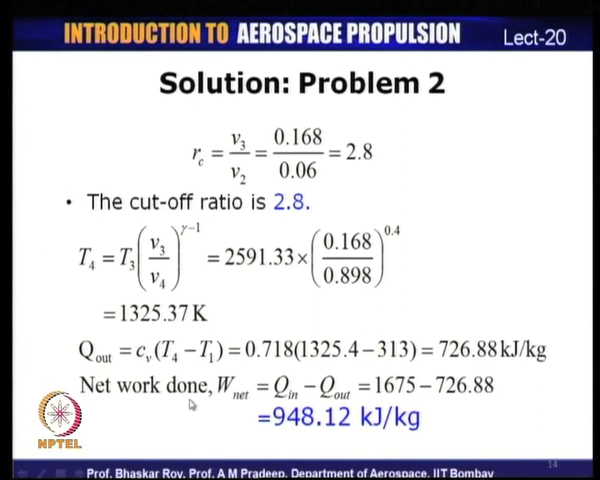 INTRODUCTION TO AEROSPACE PROPULSION Lect-20
Solution: Problem 2
r_c = v_3/v_2 = 0.168/0.06 = 2.8
• The cut-off ratio is 2.8.
T_4 = T_3 (v_3/v_4)^(γ−1) = 2591.33 × (0.168/0.898)^0.4
= 1325.37 K
Q_out = c_v (T_4 − T_1) = 0.718(1325.4 − 313) = 726.88 kJ/kg
Net work done, W_net = Q_in − Q_out = 1675 − 726.88
=948.12 kJ/kg
NPTEL
14
Prof. Bhaskar Roy, Prof. A M Pradeep, Department of Aerospace, IIT Bombay